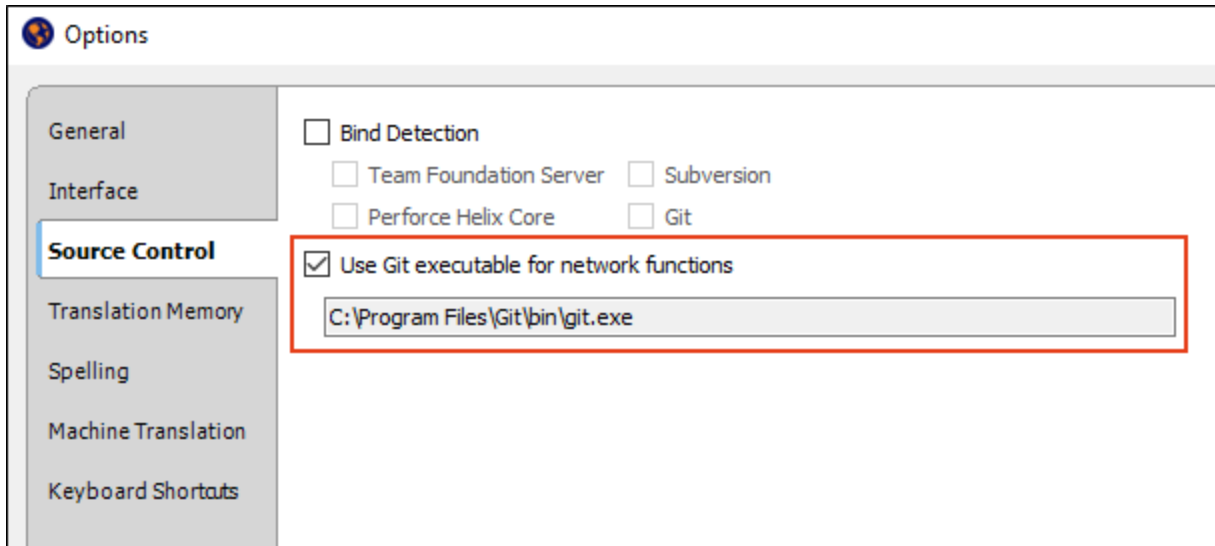 Options
General
Interface
Source Control
Translation Memory
Spelling
Machine Translation
Keyboard Shortcuts
Bind Detection
Team Foundation Server Subversion
Perforce Helix Core Git
Use Git executable for network functions
C:\Program Files\Git\bin\git.exe